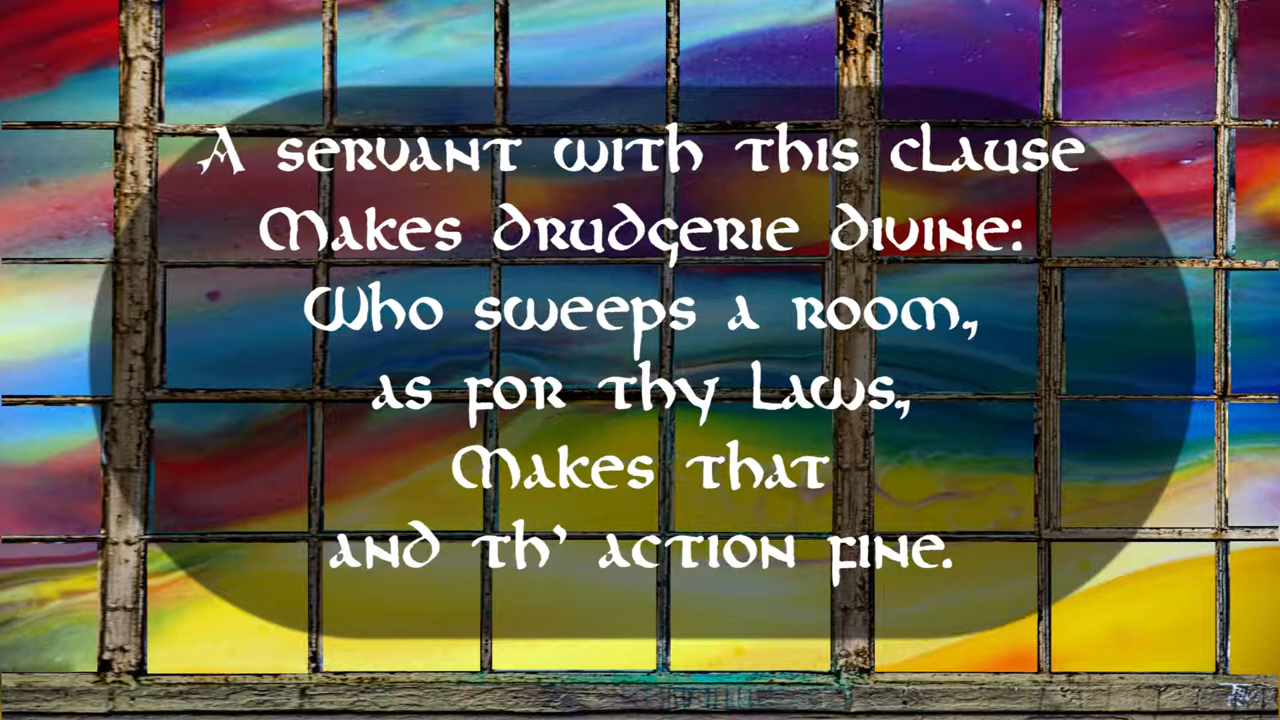 A servant with this clause
Makes drudgerie divine:
Who sweeps a room,
as for thy laws,
Makes that
and th' action fine.